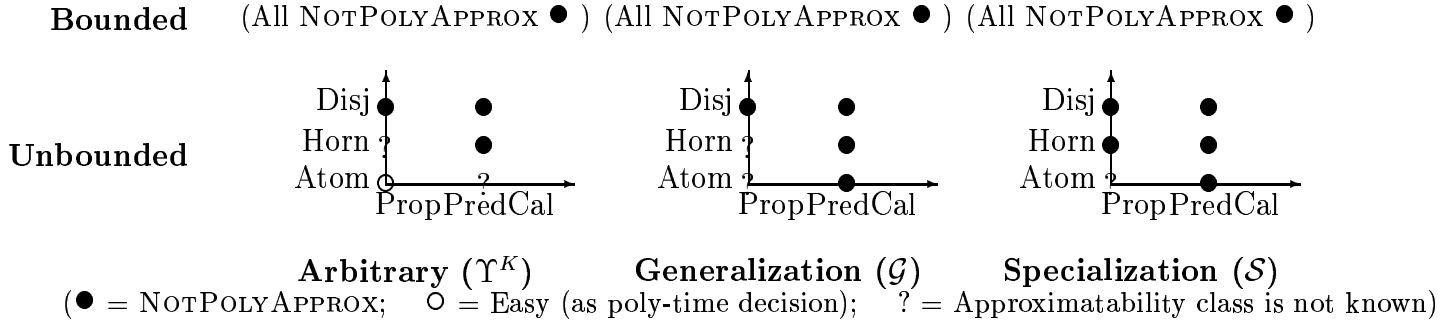 Bounded (All NOTPOLYAPPROX ● ) (All NOTPOLYAPPROX ● ) (All NOTPOLYAPPROX ● )
Disj Disj Disj
Horn ? Horn ? Horn
Unbounded
Atom ? Atom ? Atom ?
PropPredCal PropPredCal PropPredCal
Arbitrary (Υ^K) Generalization (𝒢) Specialization (𝒮)
(● = NOTPOLYAPPROX; ○ = Easy (as poly-time decision); ? = Approximatability class is not known)